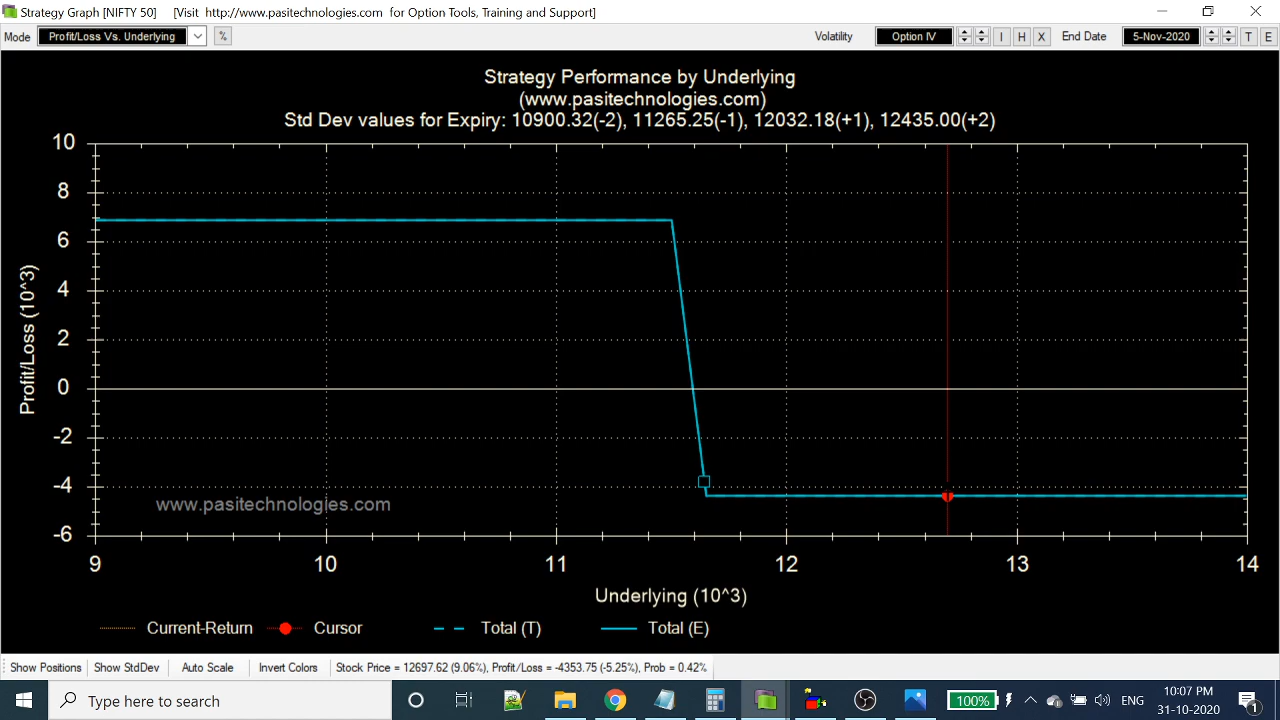 Strategy Graph [NIFTY 50] [Visit http://www.pasitechnologies.com for Option Tools, Training and Support]
Mode Profit/Loss Vs. Underlying % Volatility Option IV I H X End Date 5-Nov-2020 T E
Strategy Performance by Underlying
(www.pasitechnologies.com)
Std Dev values for Expiry: 10900.32(-2), 11265.25(-1), 12032.18(+1), 12435.00(+2)
10
8
6
4
2
0
-2
-4
-6
Profit/Loss (10^3)
www.pasitechnologies.com
9 10 11 12 13 14
Underlying (10^3)
Current-Return Cursor Total (T) Total (E)
Show Positions Show StdDev Auto Scale Invert Colors Stock Price = 12697.62 (9.06%), Profit/Loss = -4353.75 (-5.25%), Prob = 0.42%
Type here to search 100% ENG 10:07 PM
31-10-2020 1